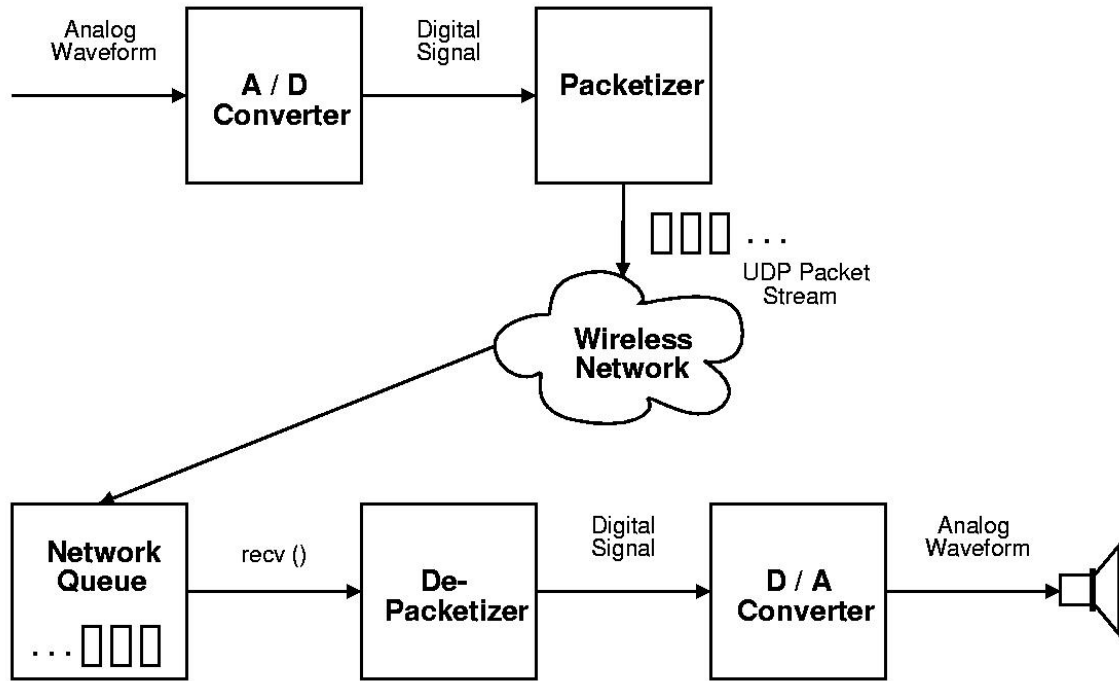 Analog
Waveform
A / D
Converter
Digital
Signal
Packetizer
. . .
UDP Packet
Stream
Wireless
Network
Network
Queue
. . .
recv ()
De-
Packetizer
Digital
Signal
D / A
Converter
Analog
Waveform